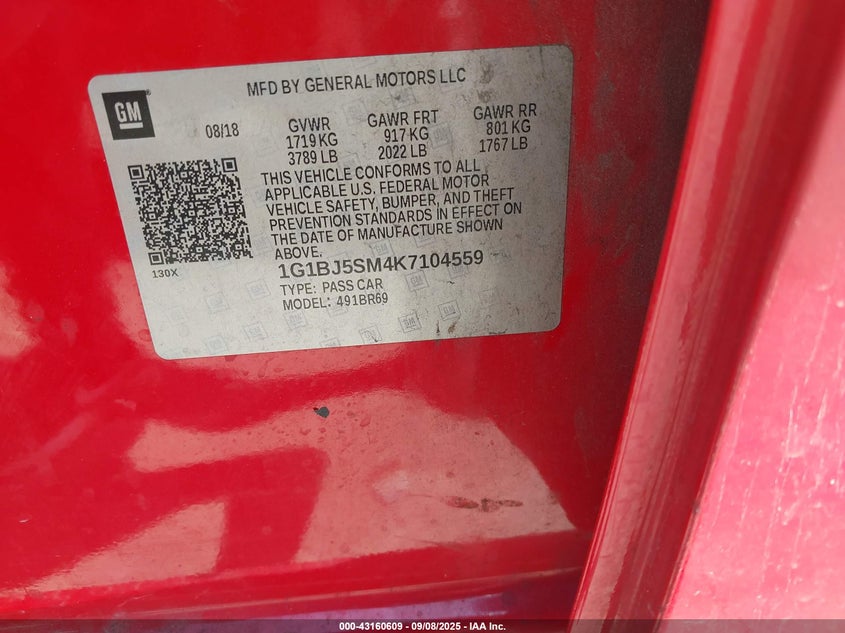 GM
MFD BY GENERAL MOTORS LLC
08/18
GVWR
1719 KG
3789 LB
GAWR FRT
917 KG
2022 LB
GAWR RR
801 KG
1767 LB
THIS VEHICLE CONFORMS TO ALL
APPLICABLE U.S. FEDERAL MOTOR
VEHICLE SAFETY, BUMPER, AND THEFT
PREVENTION STANDARDS IN EFFECT ON
THE DATE OF MANUFACTURE SHOWN
ABOVE.
130X
1G1BJ5SM4K7104559
TYPE: PASS CAR
MODEL: 491BR69
000-43160609 - 09/08/2025 - IAA Inc.